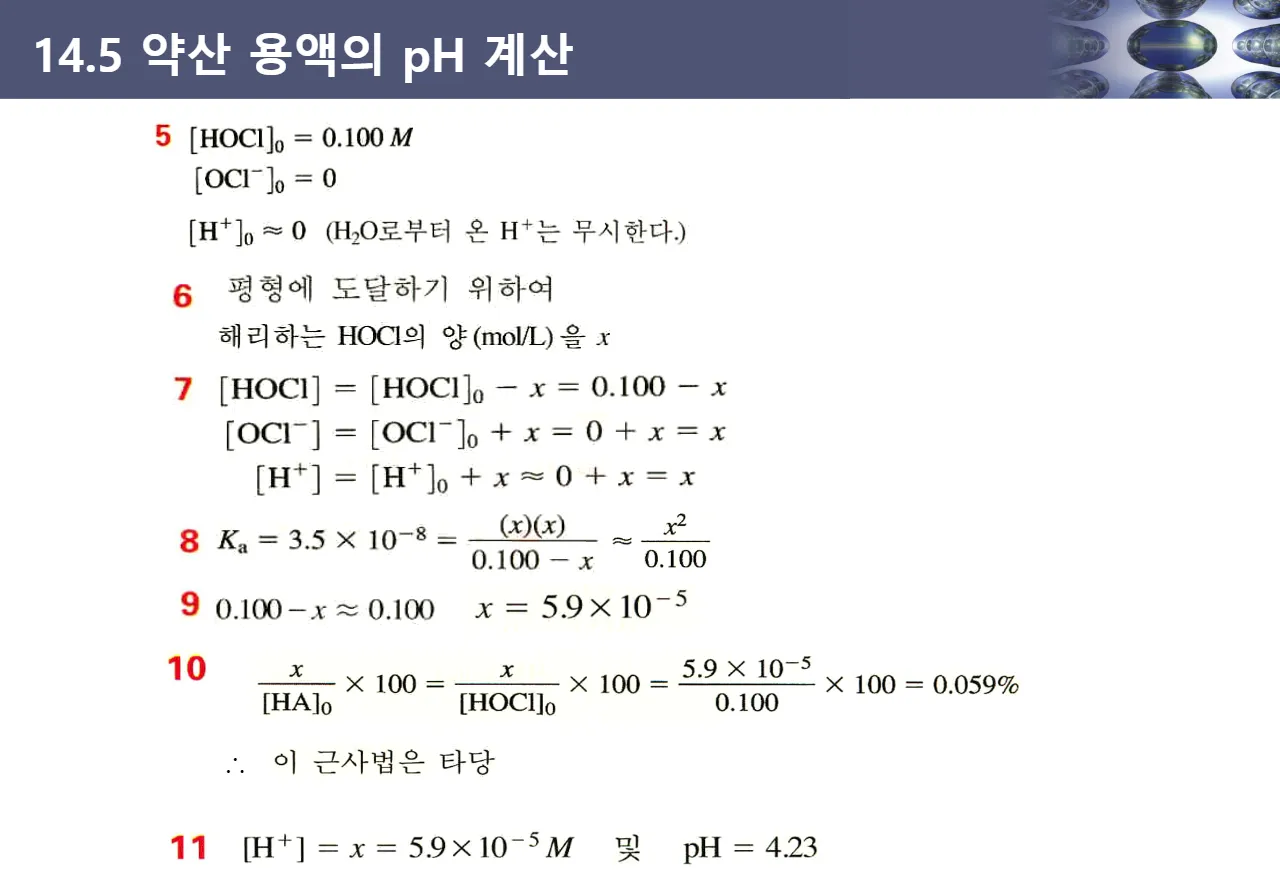 14.5 약산 용액의 pH 계산
5 [HOCl]₀ = 0.100 M
[OCl⁻]₀ = 0
[H⁺]₀ ≈ 0 (H₂O로부터 온 H⁺는 무시한다.)
6 평형에 도달하기 위하여
해리하는 HOCl의 양 (mol/L) 을 x
7 [HOCl] = [HOCl]₀ − x = 0.100 − x
[OCl⁻] = [OCl⁻]₀ + x = 0 + x = x
[H⁺] = [H⁺]₀ + x ≈ 0 + x = x
8 Kₐ = 3.5 × 10⁻⁸ = (x)(x) / 0.100 − x ≈ x² / 0.100
9 0.100 − x ≈ 0.100 x = 5.9 × 10⁻⁵
10 x / [HA]₀ × 100 = x / [HOCl]₀ × 100 = 5.9 × 10⁻⁵ / 0.100 × 100 = 0.059%
∴ 이 근사법은 타당
11 [H⁺] = x = 5.9 × 10⁻⁵ M 및 pH = 4.23